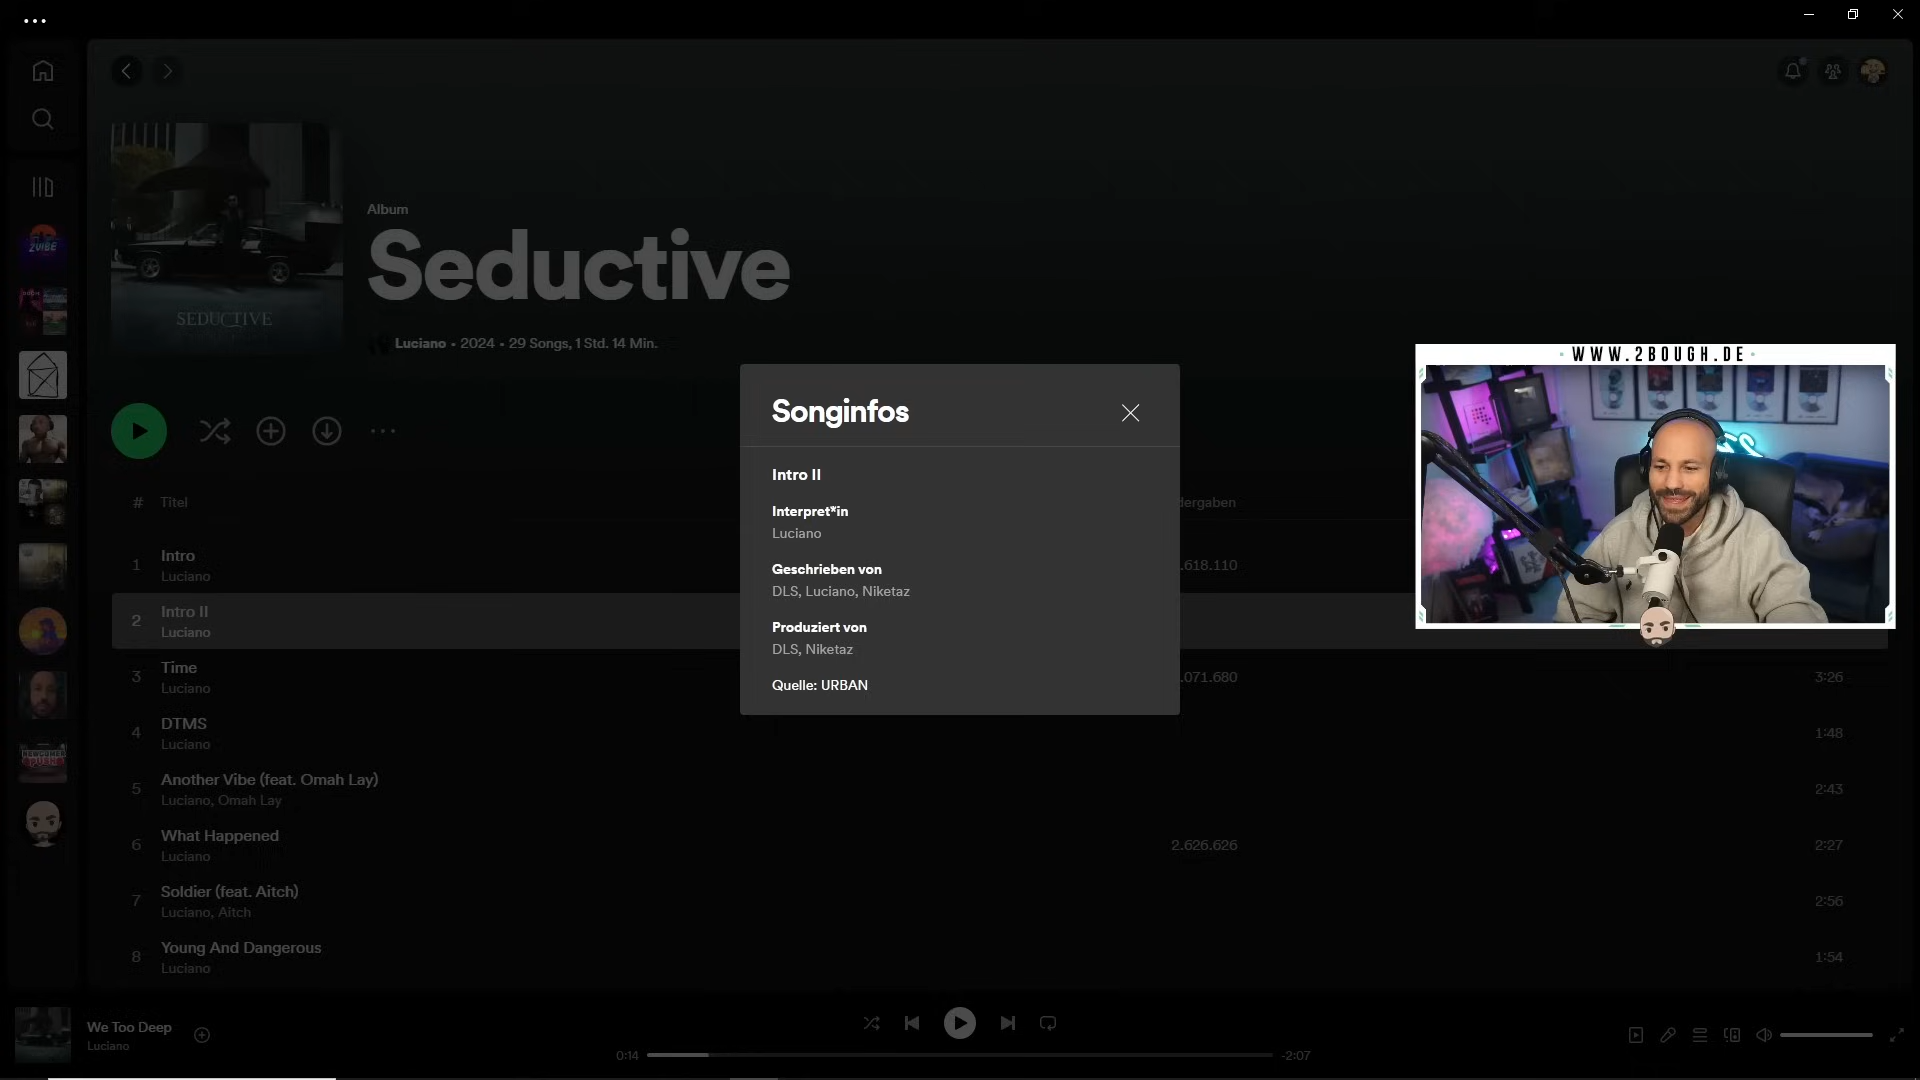 Album
Seductive
SEDUCTIVE
Luciano • 2024 • 29 Songs, 1 Std. 14 Min.
WWW.2BOUGH.DE
Songinfos
Intro II
Interpret*in
Luciano
Geschrieben von
DLS, Luciano, Niketaz
Produziert von
DLS, Niketaz
Quelle: URBAN
# Titel
dergaben
1 Intro
Luciano
.618.110
2 Intro II
Luciano
3 Time
Luciano
.071.680
3:26
4 DTMS
Luciano
1:48
5 Another Vibe (feat. Omah Lay)
Luciano, Omah Lay
2:43
6 What Happened
Luciano
2.626.626
2:27
7 Soldier (feat. Aitch)
Luciano, Aitch
2:56
8 Young And Dangerous
Luciano
1:54
2VIBE
We Too Deep
Luciano
0:14
-2:07